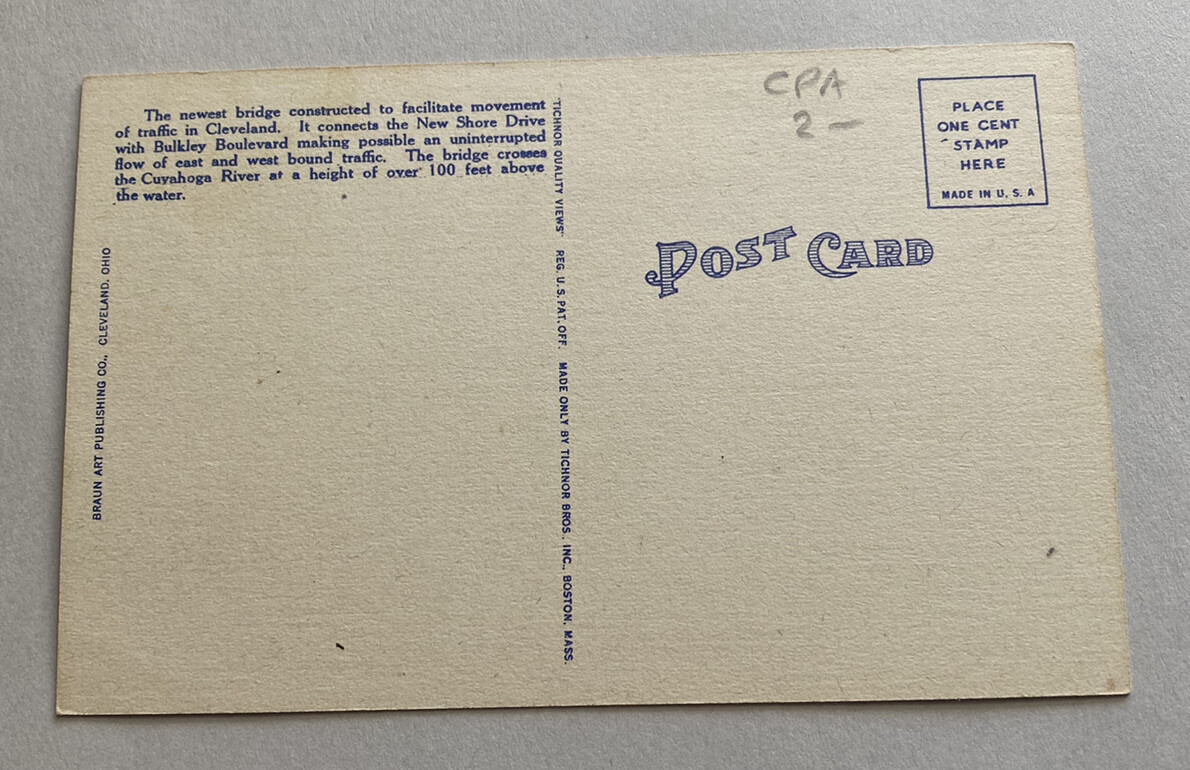 The newest bridge constructed to facilitate movement
of traffic in Cleveland. It connects the New Shore Drive
with Bulkley Boulevard making possible an uninterrupted
flow of east and west bound traffic. The bridge crosses
the Cuyahoga River at a height of over 100 feet above
the water.
BRAUN ART PUBLISHING CO., CLEVELAND, OHIO
"TICHNOR QUALITY VIEWS" REG. U. S. PAT. OFF. MADE ONLY BY TICHNOR BROS., INC., BOSTON, MASS.
CPA
2 —
PLACE
ONE CENT
STAMP
HERE
MADE IN U. S. A
POST CARD